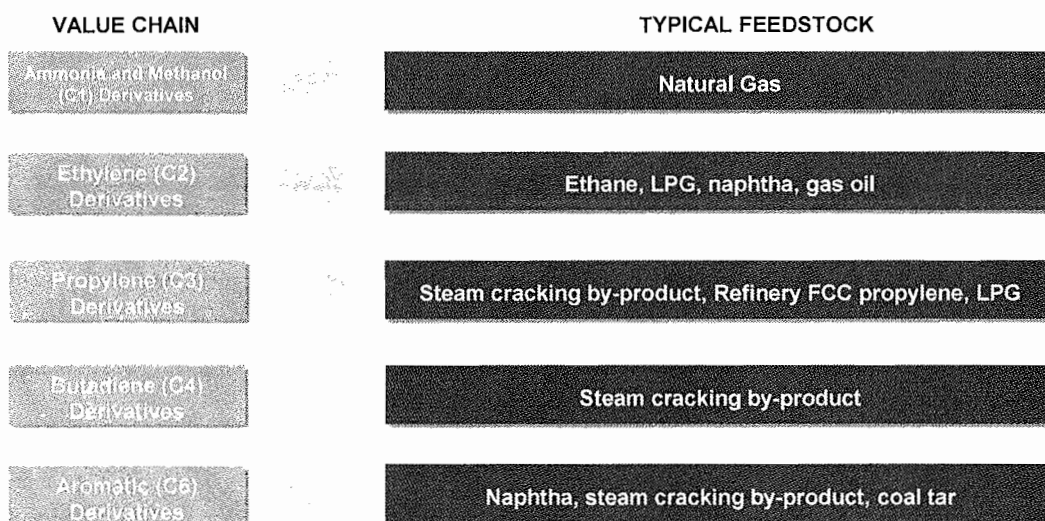 VALUE CHAIN
TYPICAL FEEDSTOCK
Ammonia and Methanol
(C1) Derivatives
Natural Gas
Ethylene (C2)
Derivatives
Ethane, LPG, naphtha, gas oil
Propylene (C3)
Derivatives
Steam cracking by-product, Refinery FCC propylene, LPG
Butadiene (C4)
Derivatives
Steam cracking by-product
Aromatic (C6)
Derivatives
Naphtha, steam cracking by-product, coal tar